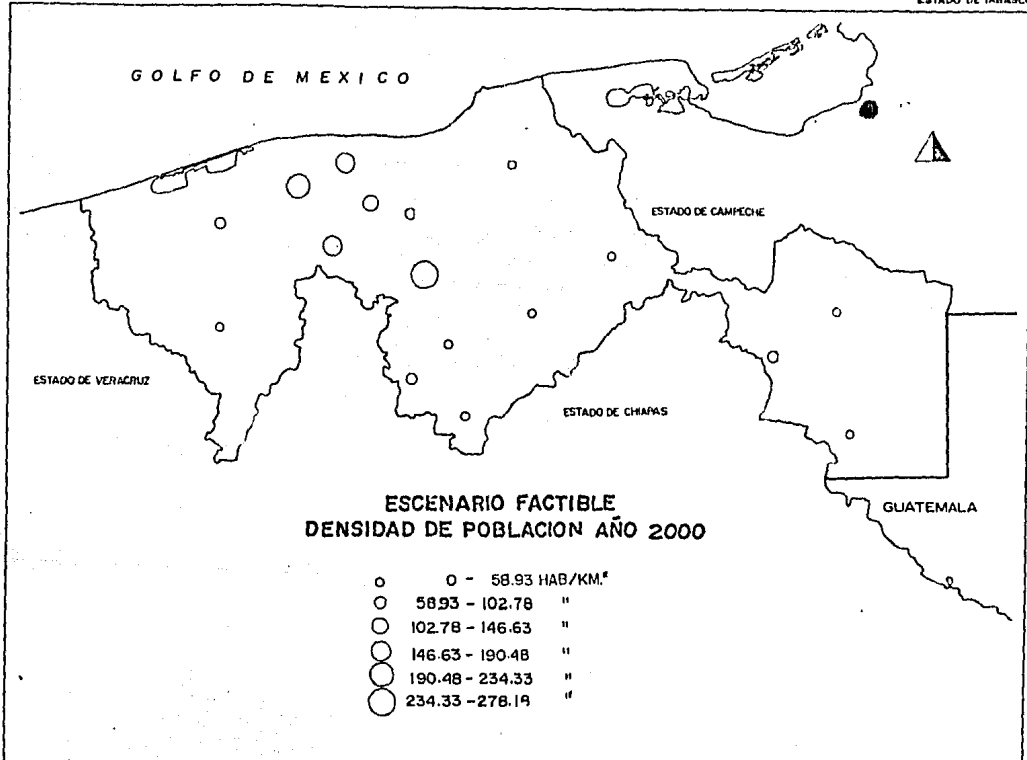 ESTADO DE TABASCO
GOLFO DE MEXICO
ESTADO DE CAMPECHE
ESTADO DE VERACRUZ
ESTADO DE CHIAPAS
GUATEMALA
ESCENARIO FACTIBLE
DENSIDAD DE POBLACION AÑO 2000
0 - 58.93 HAB/KM.²
58.93 - 102.78 "
102.78 - 146.63 "
146.63 - 190.48 "
190.48 - 234.33 "
234.33 - 278.19 "